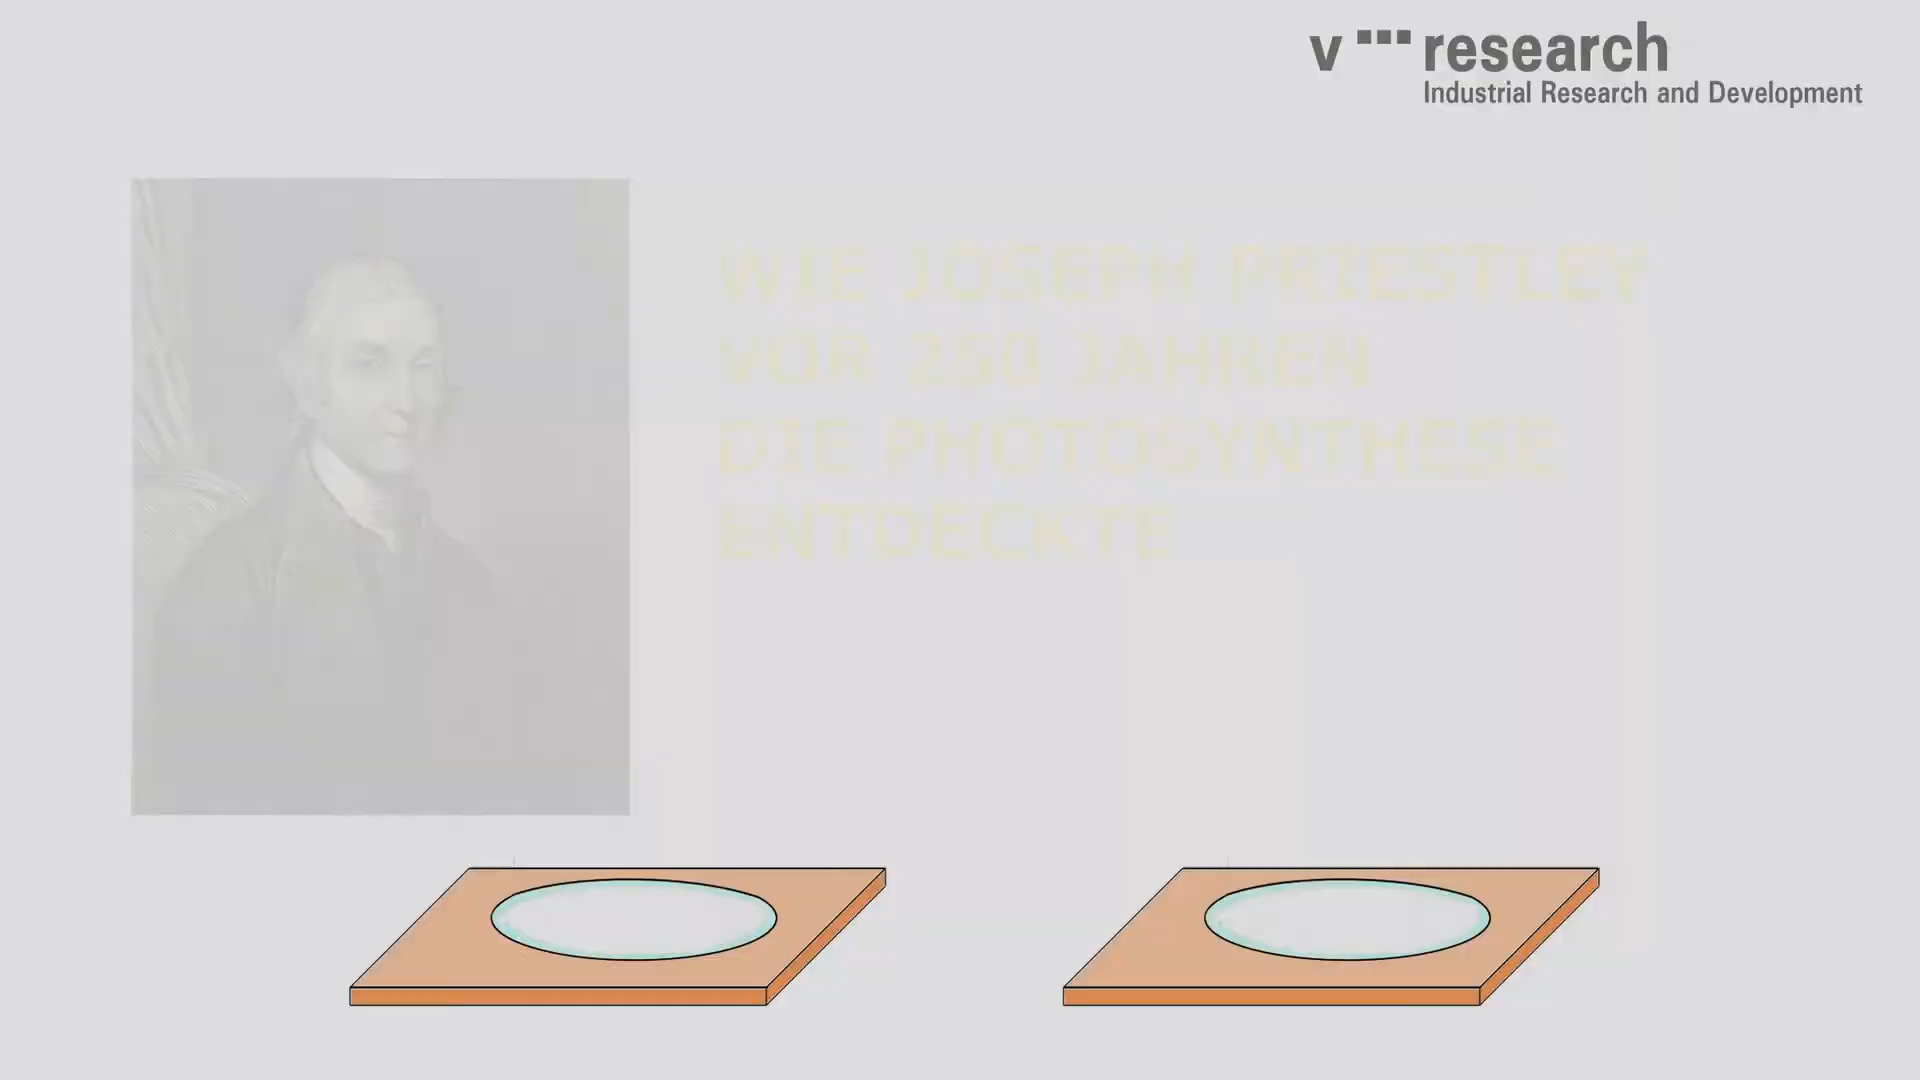 v research
Industrial Research and Development
WIE JOSEPH PRIESTLEY
VOR 250 JAHREN
DIE PHOTOSYNTHESE
ENTDECKTE